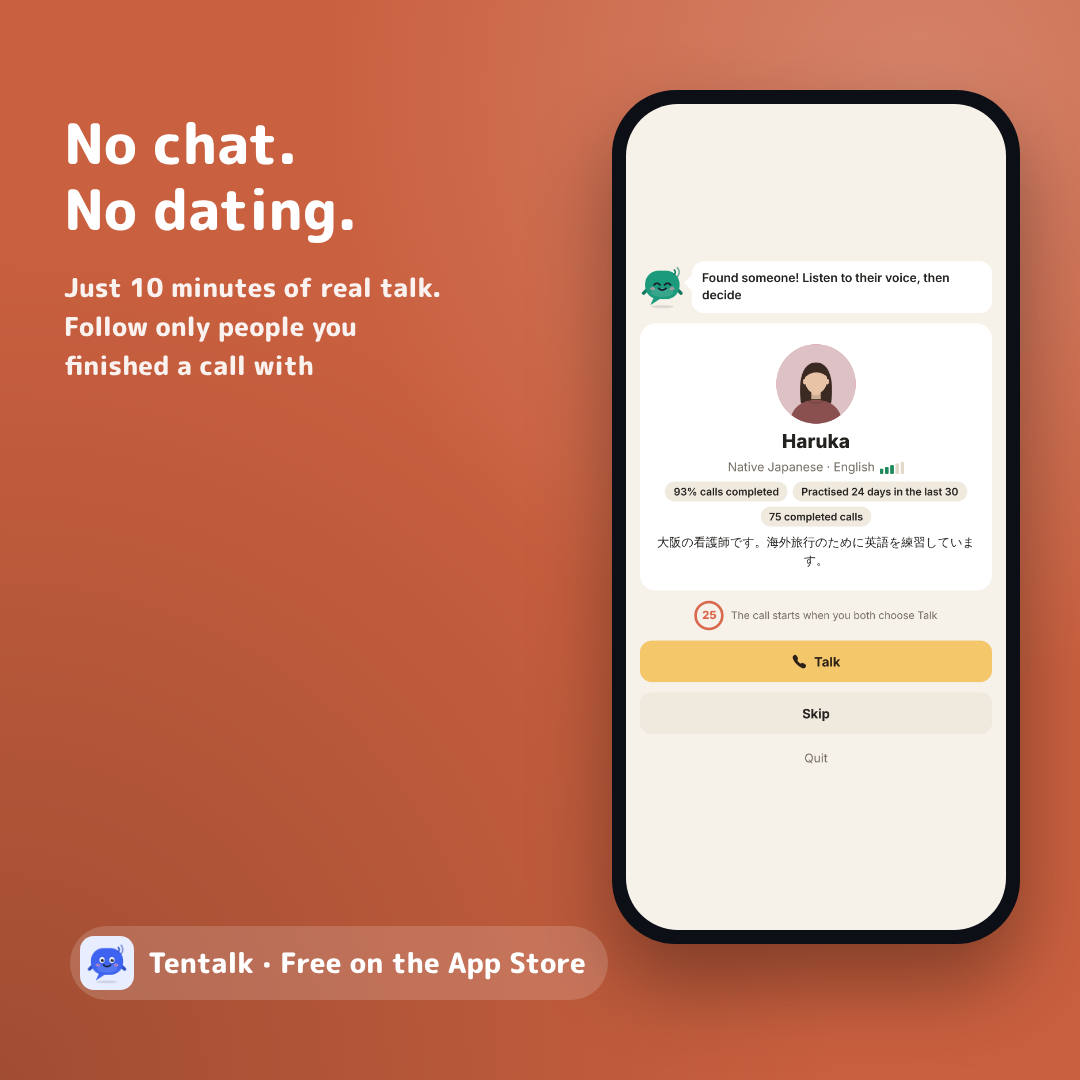 No chat.
No dating.
Just 10 minutes of real talk.
Follow only people you
finished a call with
Found someone! Listen to their voice, then
decide
Haruka
Native Japanese · English
93% calls completed
Practised 24 days in the last 30
75 completed calls
大阪の看護師です。海外旅行のために英語を練習していま
す。
25
The call starts when you both choose Talk
Talk
Skip
Quit
Tentalk · Free on the App Store